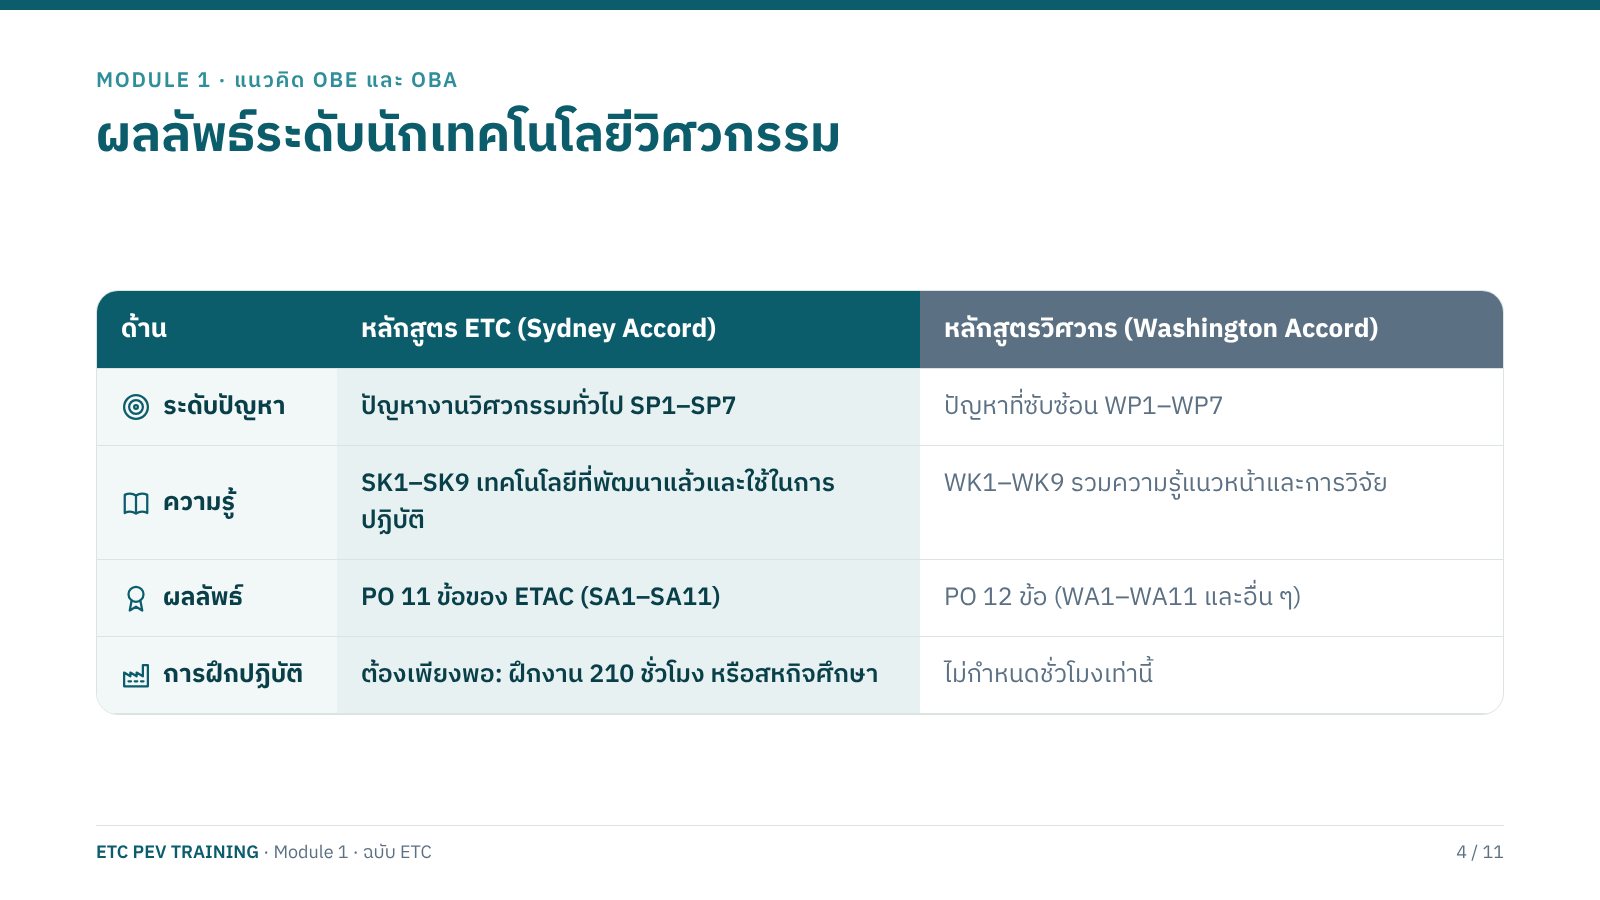 MODULE 1 · แนวคิด OBE และ OBA
ผลลัพธ์ระดับนักเทคโนโลยีวิศวกรรม
ด้าน
หลักสูตร ETC (Sydney Accord)
หลักสูตรวิศวกร (Washington Accord)
ระดับปัญหา
ปัญหางานวิศวกรรมทั่วไป SP1–SP7
ปัญหาที่ซับซ้อน WP1–WP7
ความรู้
SK1–SK9 เทคโนโลยีที่พัฒนาแล้วและใช้ในการ
ปฏิบัติ
WK1–WK9 รวมความรู้แนวหน้าและการวิจัย
ผลลัพธ์
PO 11 ข้อของ ETAC (SA1–SA11)
PO 12 ข้อ (WA1–WA11 และอื่น ๆ)
การฝึกปฏิบัติ
ต้องเพียงพอ: ฝึกงาน 210 ชั่วโมง หรือสหกิจศึกษา
ไม่กำหนดชั่วโมงเท่านี้
ETC PEV TRAINING · Module 1 · ฉบับ ETC
4 / 11